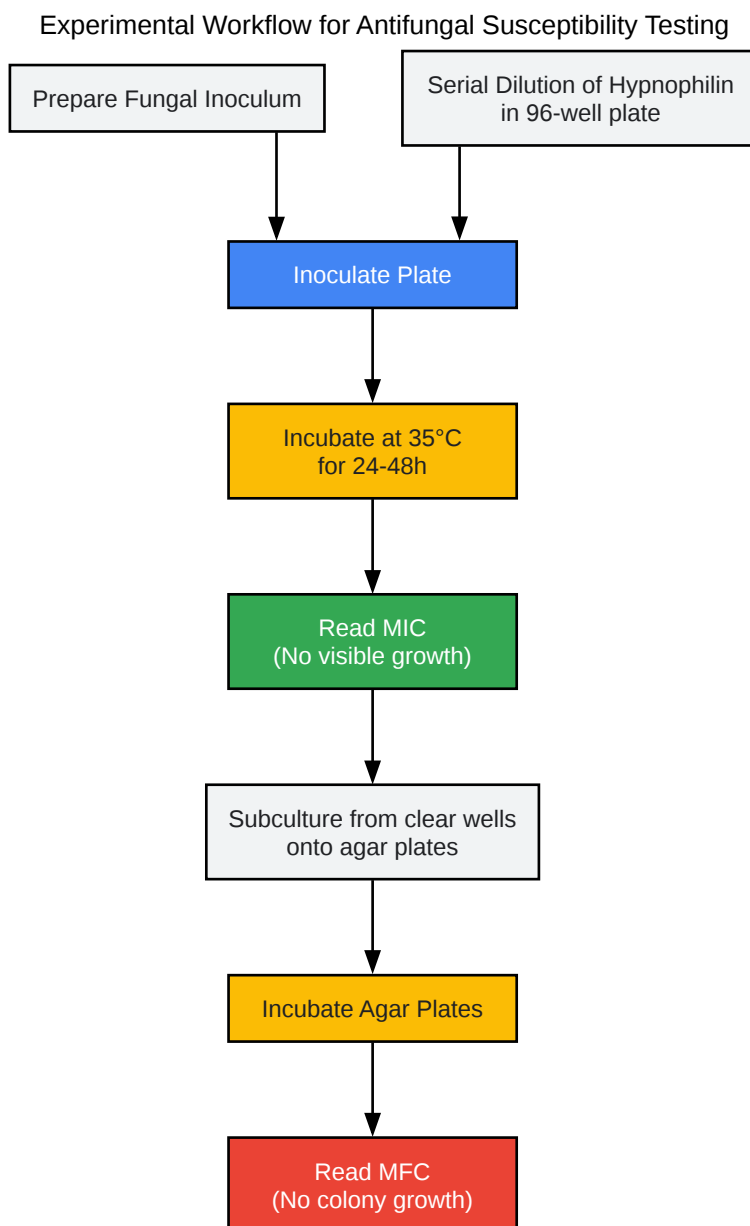 Experimental Workflow for Antifungal Susceptibility Testing
Prepare Fungal Inoculum
Serial Dilution of Hypnophilin
in 96-well plate
Inoculate Plate
Incubate at 35°C
for 24-48h
Read MIC
(No visible growth)
Subculture from clear wells
onto agar plates
Incubate Agar Plates
Read MFC
(No colony growth)